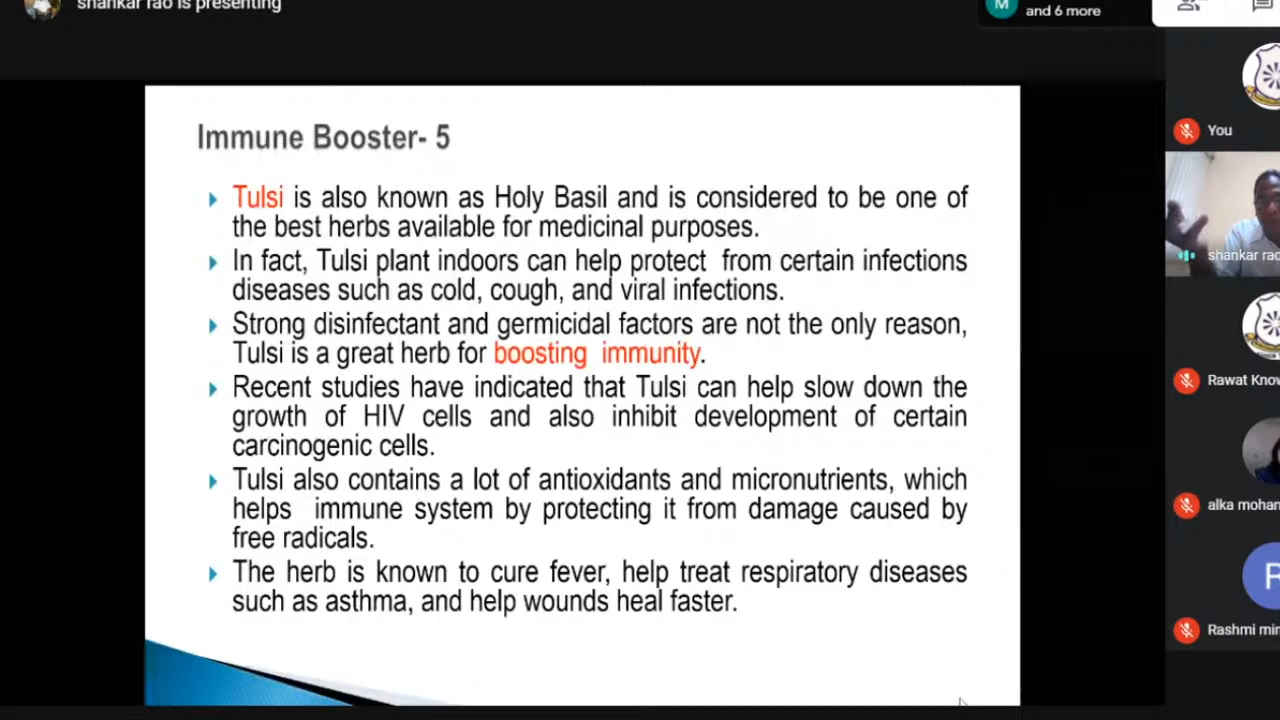 shankar rao is presenting
M
and 6 more
Immune Booster- 5
Tulsi is also known as Holy Basil and is considered to be one of
the best herbs available for medicinal purposes.
In fact, Tulsi plant indoors can help protect from certain infections
diseases such as cold, cough, and viral infections.
Strong disinfectant and germicidal factors are not the only reason,
Tulsi is a great herb for boosting immunity.
Recent studies have indicated that Tulsi can help slow down the
growth of HIV cells and also inhibit development of certain
carcinogenic cells.
Tulsi also contains a lot of antioxidants and micronutrients, which
helps immune system by protecting it from damage caused by
free radicals.
The herb is known to cure fever, help treat respiratory diseases
such as asthma, and help wounds heal faster.
You
shankar rao
Rawat Know
alka mohan
R
Rashmi mir